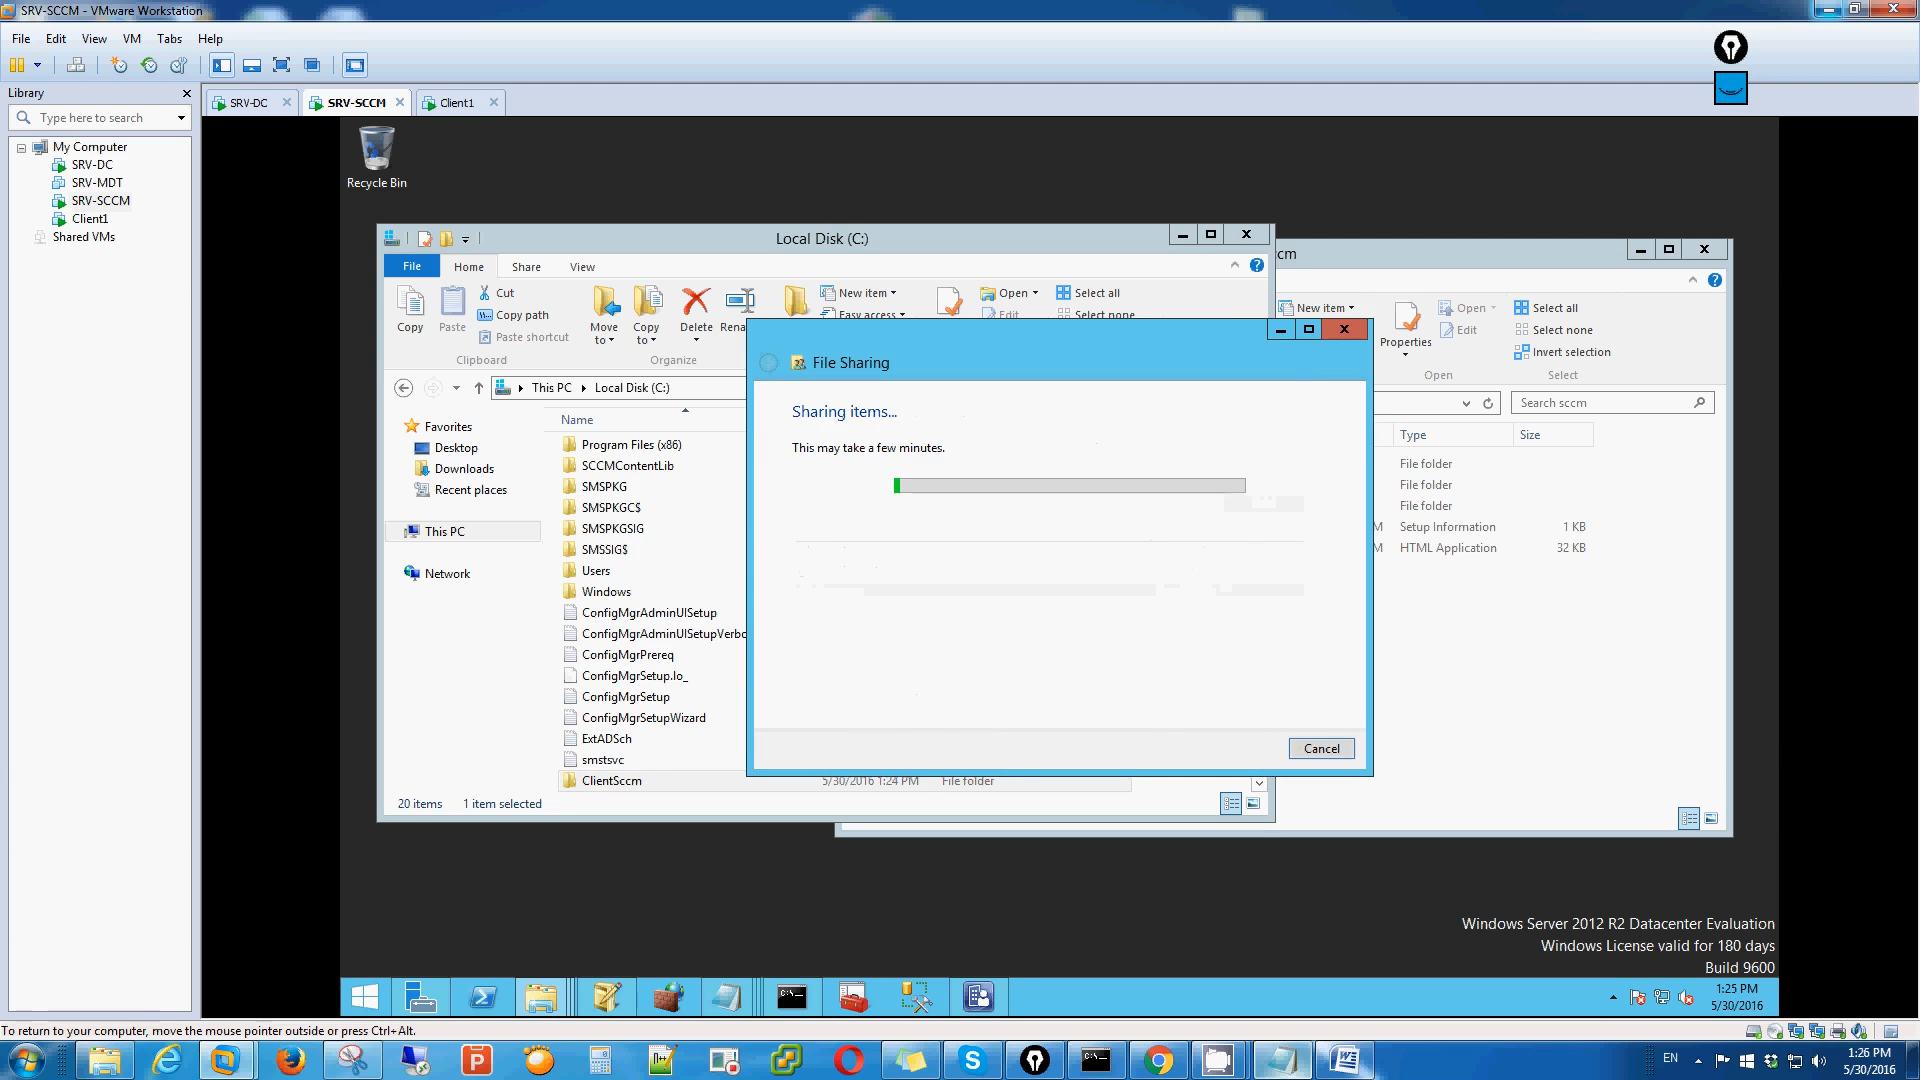 SRV-SCCM - VMware Workstation
File Edit View VM Tabs Help
Library
Type here to search
My Computer
SRV-DC
SRV-MDT
SRV-SCCM
Client1
Shared VMs
SRV-DC SRV-SCCM Client1
Recycle Bin
Local Disk (C:)
File Home Share View
Copy
Paste
Cut
Copy path
Paste shortcut
Clipboard
Move to
Copy to
Delete
Rena
Organize
New item
Easy access
Open
Edit
Select all
Select none
This PC Local Disk (C:)
Favorites
Desktop
Downloads
Recent places
This PC
Network
Name
Program Files (x86)
SCCMContentLib
SMSPKG
SMSPKGC$
SMSPKGSIG
SMSSIG$
Users
Windows
ConfigMgrAdminUISetup
ConfigMgrAdminUISetupVerbo
ConfigMgrPrereq
ConfigMgrSetup.lo_
ConfigMgrSetup
ConfigMgrSetupWizard
ExtADSch
smstsvc
ClientSccm 5/30/2016 1:24 PM File folder
20 items 1 item selected
File Sharing
Sharing items...
This may take a few minutes.
Cancel
ccm
New item
Properties
Open
Edit
Open
Select all
Select none
Invert selection
Select
Search sccm
Type Size
File folder
File folder
File folder
M Setup Information 1 KB
M HTML Application 32 KB
Windows Server 2012 R2 Datacenter Evaluation
Windows License valid for 180 days
Build 9600
1:25 PM
5/30/2016
To return to your computer, move the mouse pointer outside or press Ctrl+Alt.
EN
1:26 PM
5/30/2016